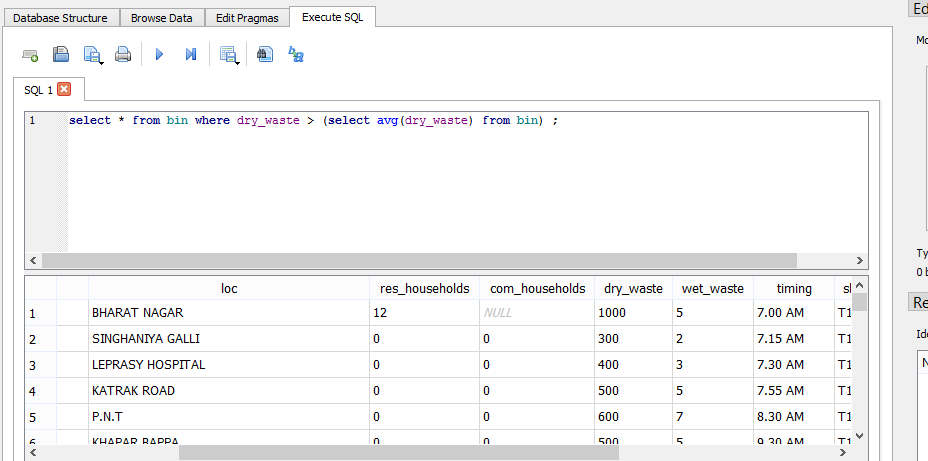 Database Structure Browse Data Edit Pragmas Execute SQL Ed
Mo
SQL 1
1 select * from bin where dry_waste > (select avg(dry_waste) from bin) ;
Ty
0 b
loc res_households com_households dry_waste wet_waste timing sl
Re
1 BHARAT NAGAR 12 NULL 1000 5 7.00 AM T1
2 SINGHANIYA GALLI 0 0 300 2 7.15 AM T1
Ide
3 LEPRASY HOSPITAL 0 0 400 3 7.30 AM T1
N
4 KATRAK ROAD 0 0 500 5 7.55 AM T1
5 P.N.T 0 0 600 7 8.30 AM T1
6 KHAPAR BAPPA 0 0 500 5 9.30 AM T1